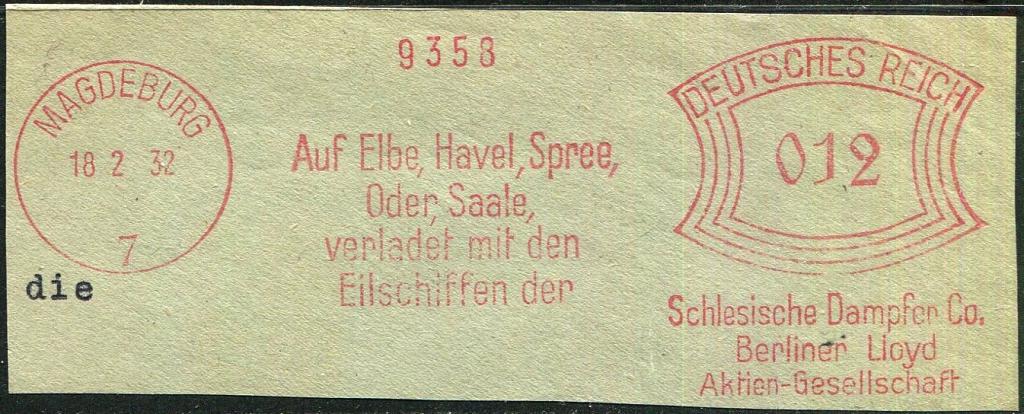 9358
MAGDEBURG
18 2 32
7
die
Auf Elbe, Havel, Spree,
Oder, Saale,
verladet mit den
Eilschiffen der
DEUTSCHES REICH
012
Schlesische Dampfer Co.
Berliner Lloyd
Aktien-Gesellschaft